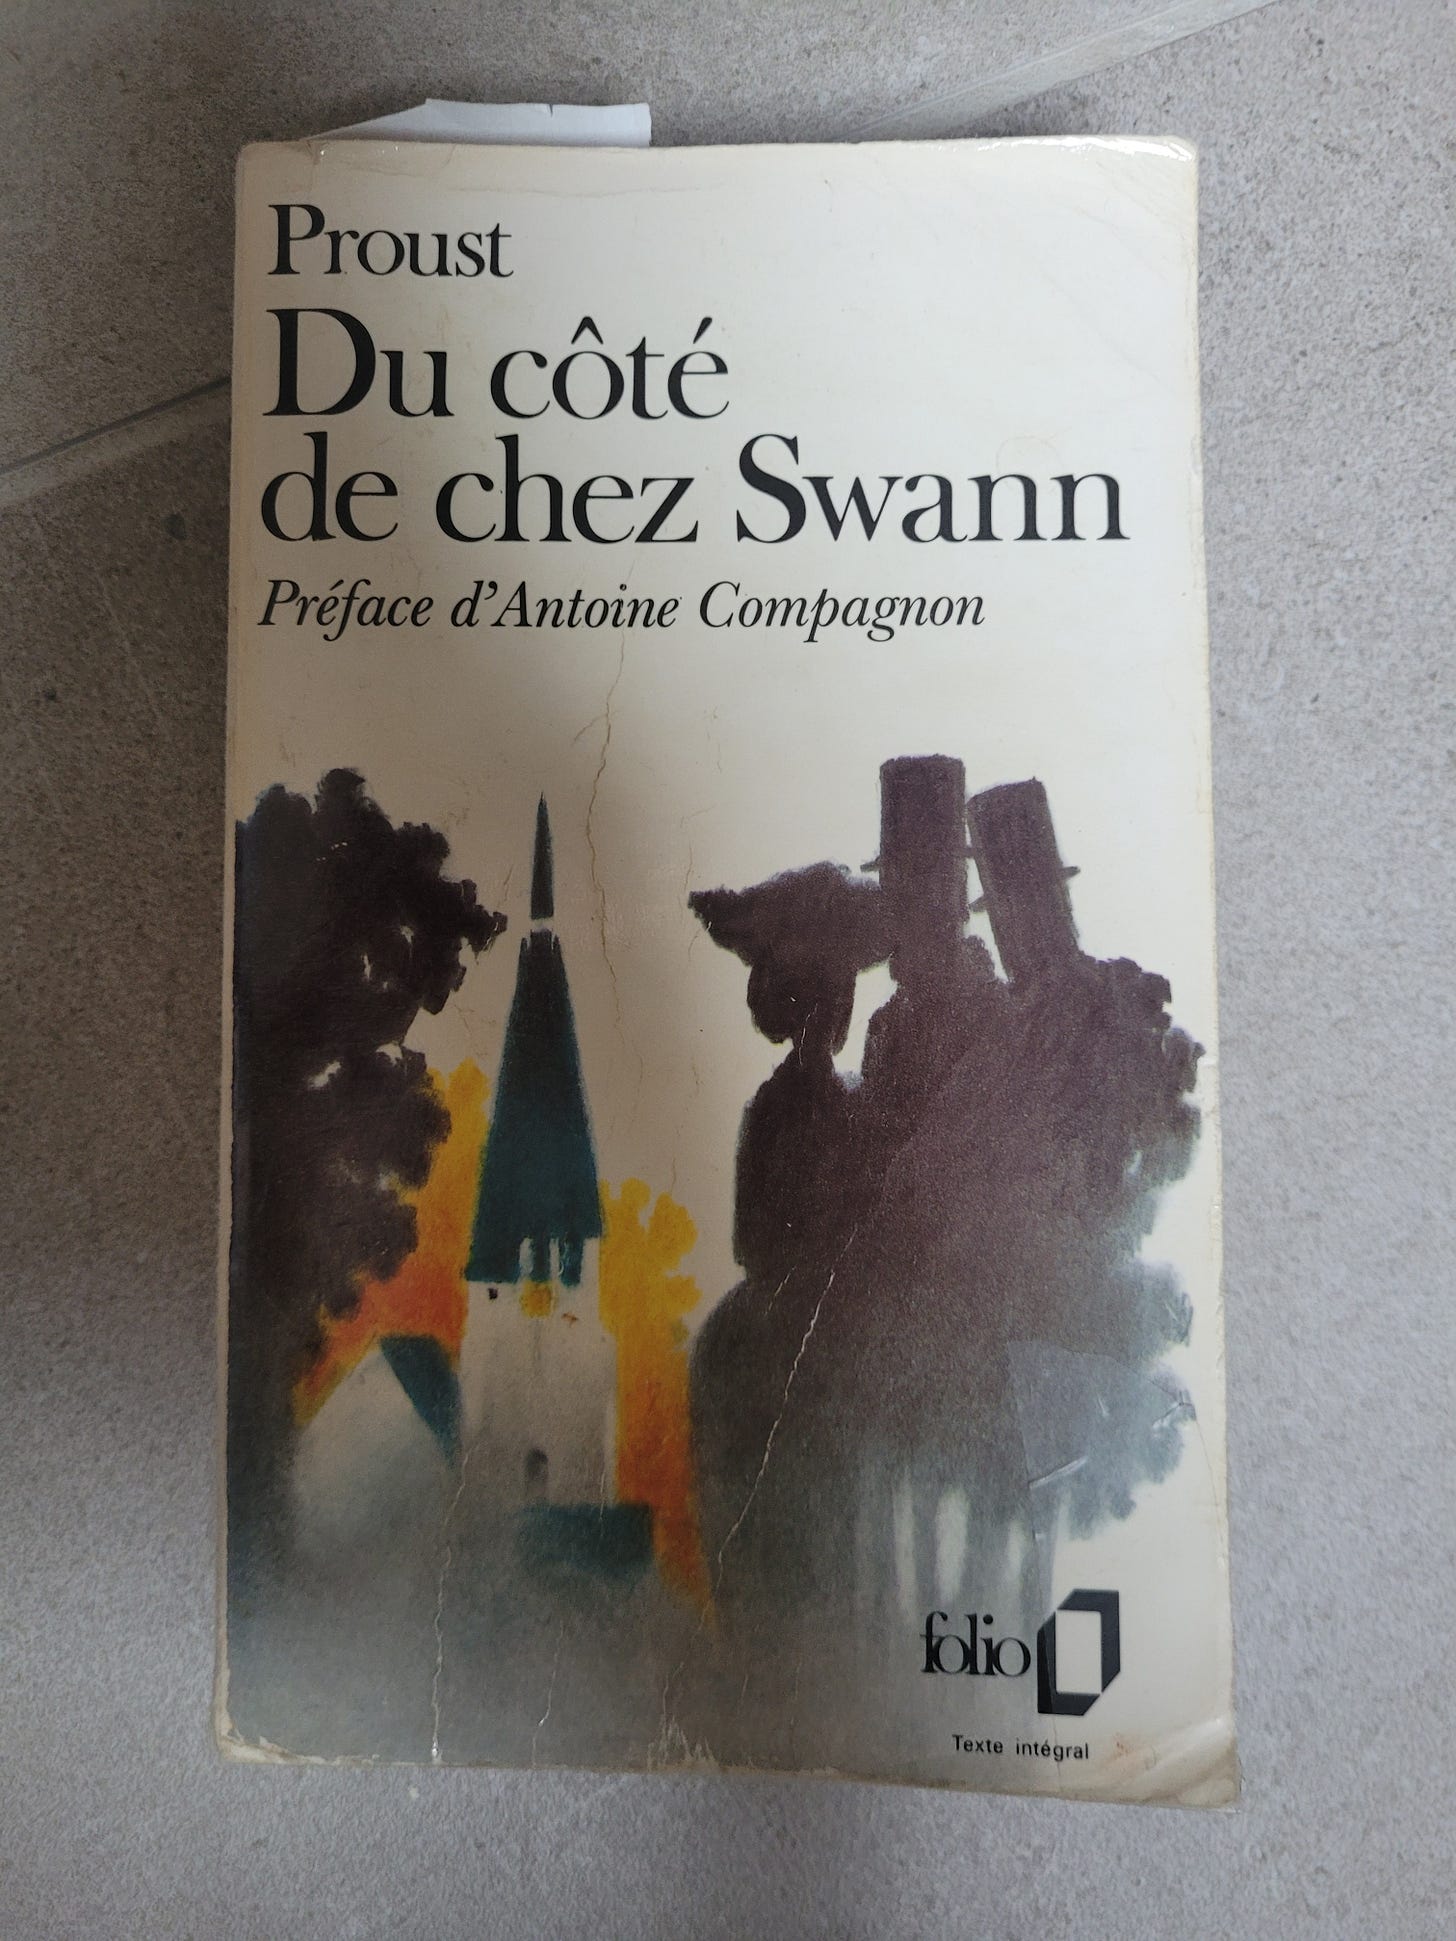 Proust
Du côté
de chez Swann
Préface d'Antoine Compagnon
folio
Texte intégral